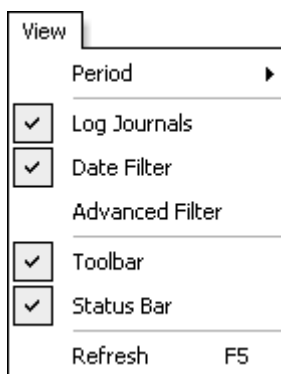 View
Period
Log Journals
Date Filter
Advanced Filter
Toolbar
Status Bar
Refresh F5